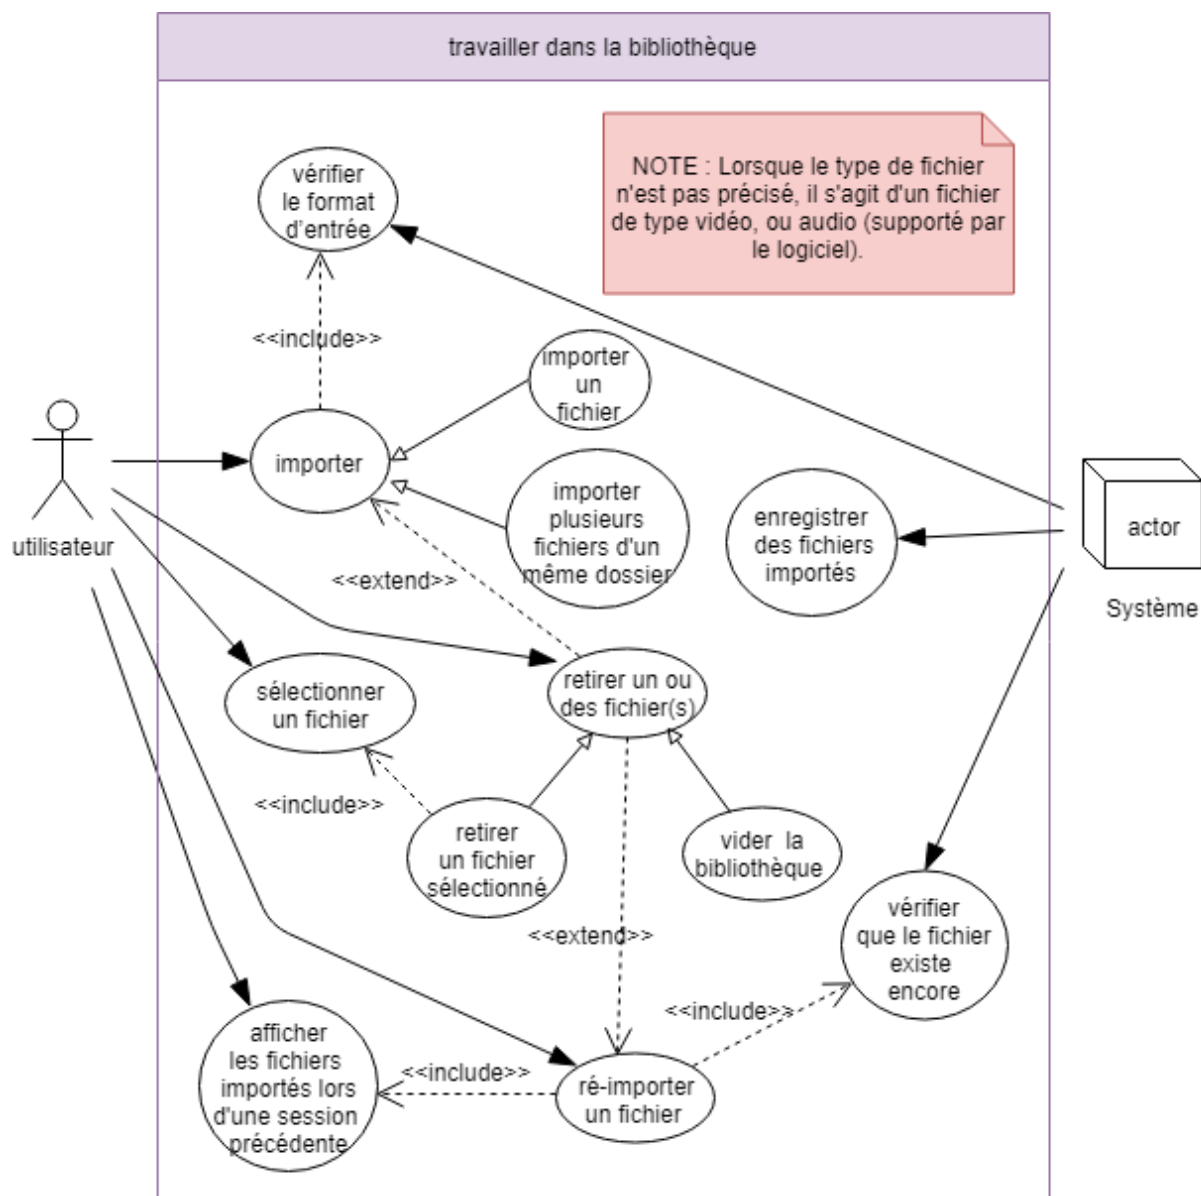 travailler dans la bibliothèque
NOTE : Lorsque le type de fichier
n'est pas précisé, il s'agit d'un fichier
de type vidéo, ou audio (supporté par
le logiciel).
vérifier
le format
d'entrée
<<include>>
importer
un
fichier
importer
importer
plusieurs
fichiers d'un
même dossier
enregistrer
des fichiers
importés
actor
Système
utilisateur
<<extend>>
sélectionner
un fichier
retirer un ou
des fichier(s)
<<include>>
retirer
un fichier
sélectionné
vider la
bibliothèque
<<extend>>
vérifier
que le fichier
existe
encore
<<include>>
afficher
les fichiers
importés lors
d'une session
précédente
<<include>>
ré-importer
un fichier